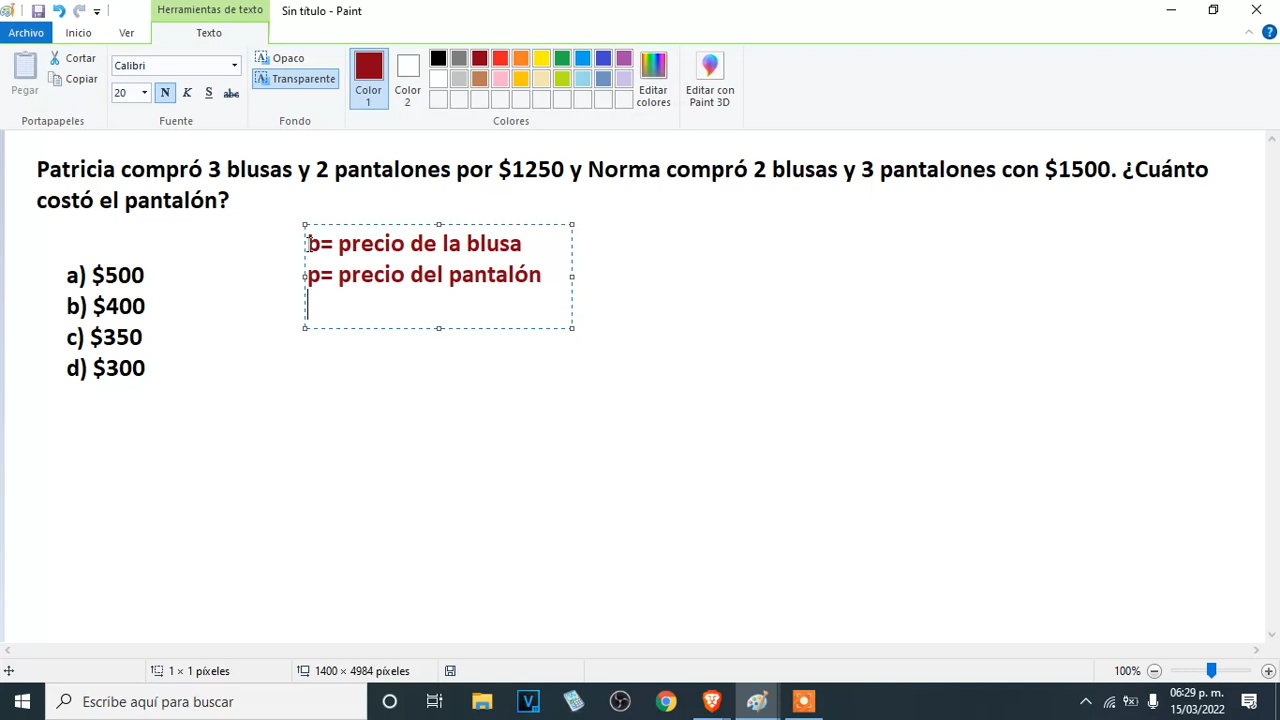 Herramientas de texto
Sin título - Paint
Archivo
Inicio
Ver
Texto
Pegar
Cortar
Copiar
Portapapeles
Calibri
20
N
K
S
abc
Fuente
Opaco
Transparente
Fondo
Color
1
Color
2
Editar
colores
Colores
Editar con
Paint 3D
Patricia compró 3 blusas y 2 pantalones por $1250 y Norma compró 2 blusas y 3 pantalones con $1500. ¿Cuánto
costó el pantalón?
b= precio de la blusa
p= precio del pantalón
a) $500
b) $400
c) $350
d) $300
1 × 1 píxeles
1400 × 4984 píxeles
100%
Escribe aquí para buscar
06:29 p. m.
15/03/2022